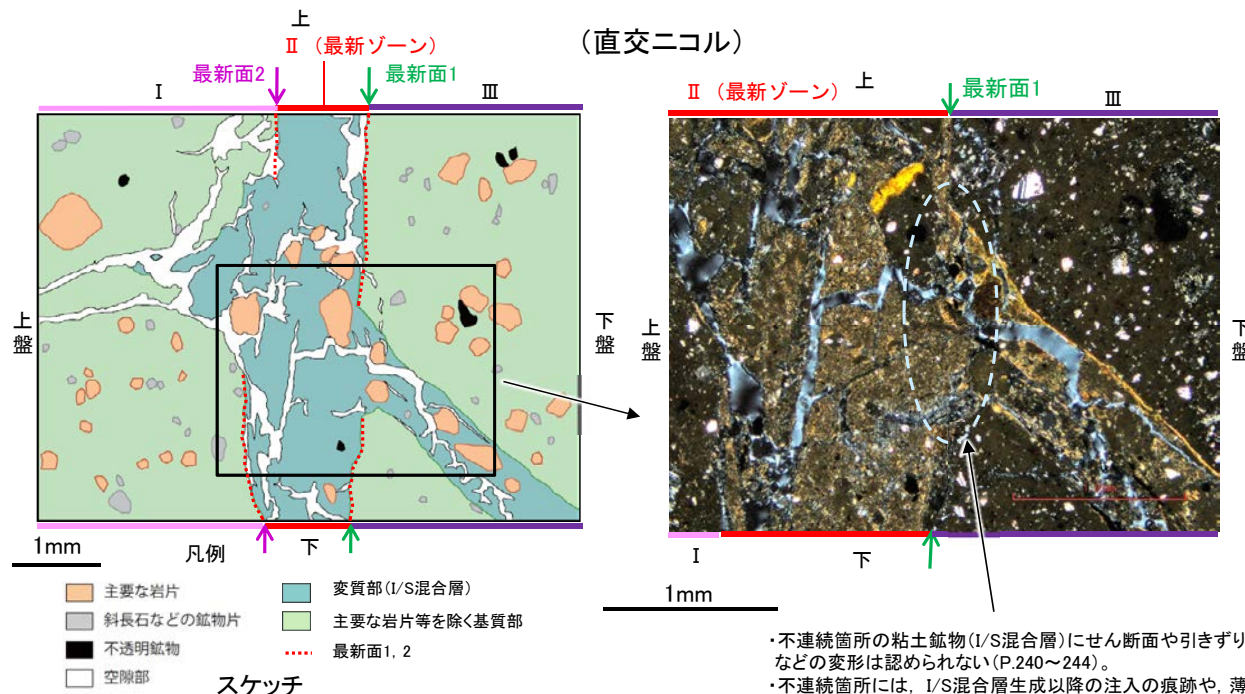 (直交ニコル)
上
Ⅱ (最新ゾーン)
最新面2
最新面1
Ⅰ
Ⅲ
上盤
下盤
1mm
下
凡例
主要な岩片
斜長石などの鉱物片
不透明鉱物
空隙部
変質部(I/S混合層)
主要な岩片等を除く基質部
最新面1, 2
スケッチ
Ⅱ (最新ゾーン)
上
最新面1
Ⅲ
上盤
下盤
Ⅰ
下
1mm
・不連続箇所の粘土鉱物(I/S混合層)にせん断面や引きずり
などの変形は認められない(P.240~244)。
・不連続箇所には, I/S混合層生成以降の注入の痕跡や, 薄